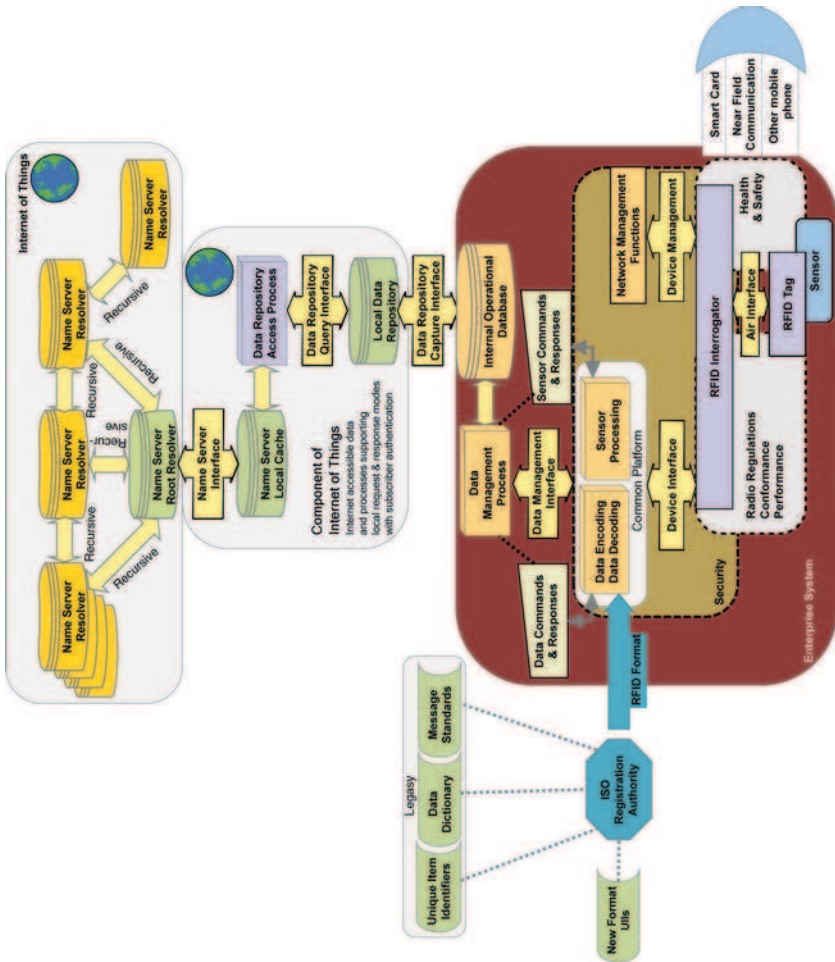 Internet of Things
Name Server
Resolver
Recursive
Name Server
Resolver
Recursive
Name Server
Resolver
Recursive
Name Server
Resolver
Recursive
Recur-
sive
Recursive
Name Server
Root Resolver
Name Server
Interface
Name Server
Local Cache
Data Repository
Access Process
Data Repository
Query Interface
Local Data
Repository
Component of
Internet of Things
Internet accessible data
and processes supporting
local request & response modes
with subscriber authentication
Data Repository
Capture Interface
Legacy
Unique Item
Identifiers
Data
Dictionary
Message
Standards
New Format
UIIs
ISO
Registration
Authority
RFID Format
Internal Operational
Database
Data
Management
Process
Data Commands
& Responses
Data Management
Interface
Sensor Commands
& Responses
Data Encoding
Data Decoding
Sensor
Processing
Common Platform
Network Management
Functions
Security
Device Interface
Device Management
RFID Interrogator
Radio Regulations
Conformance
Performance
Air Interface
Health
& Safety
RFID Tag
Sensor
Enterprise System
Smart Card
Near Field
Communication
Other mobile
phone